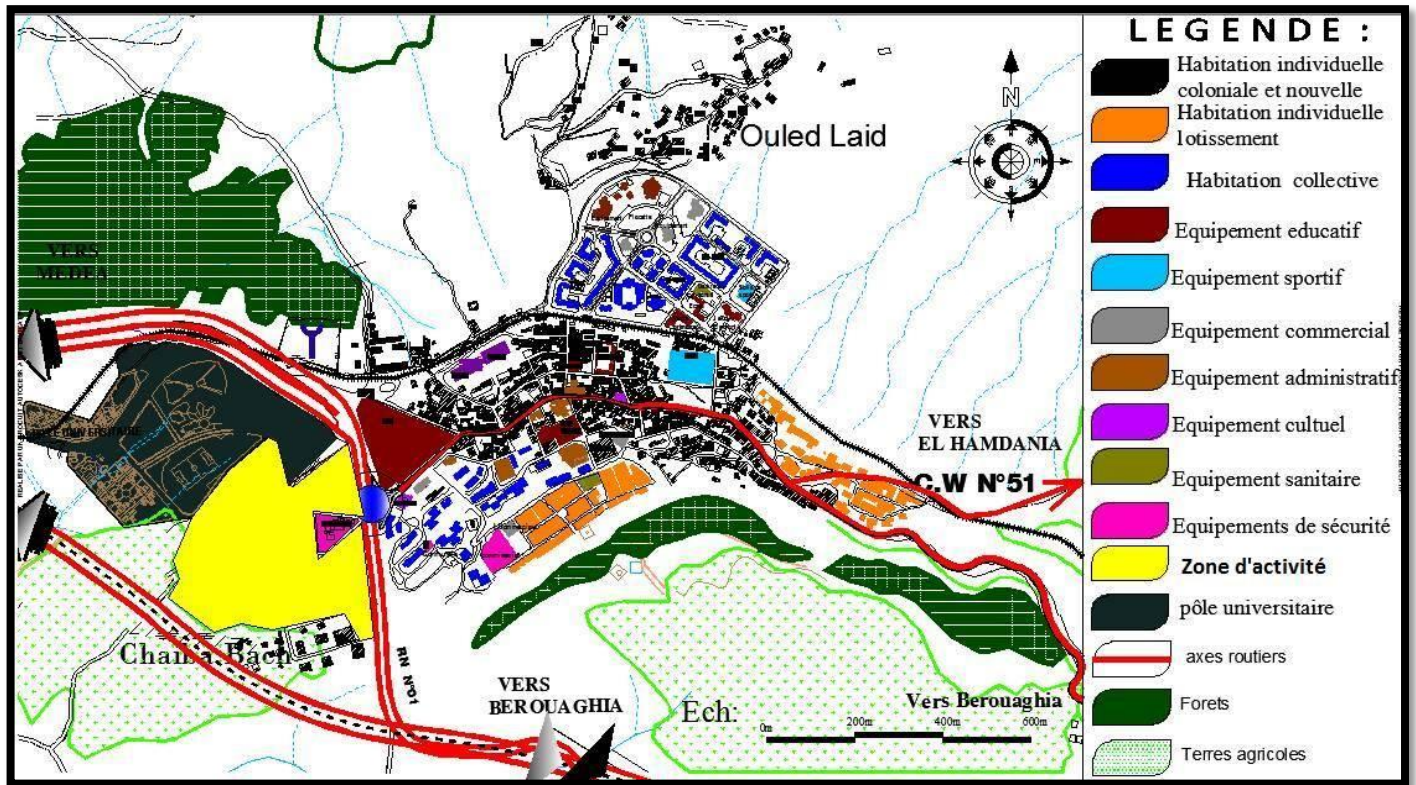 LEGENDE :
Habitation individuelle
coloniale et nouvelle
Habitation individuelle
lotissement
Habitation collective
Equipement educatif
Equipement sportif
Equipement commercial
Equipement administratif
Equipement cultuel
Equipement sanitaire
Equipements de sécurité
Zone d'activité
pôle universitaire
axes routiers
Forets
Terres agricoles
N
Ouled Laid
VERS
MEDEA
VERS
EL HAMDANIA
C.W N°51
Chaiba Bach
RN N°01
VERS
BEROUAGHIA
Ech:
Vers Berouaghia
0m 200m 400m 600m